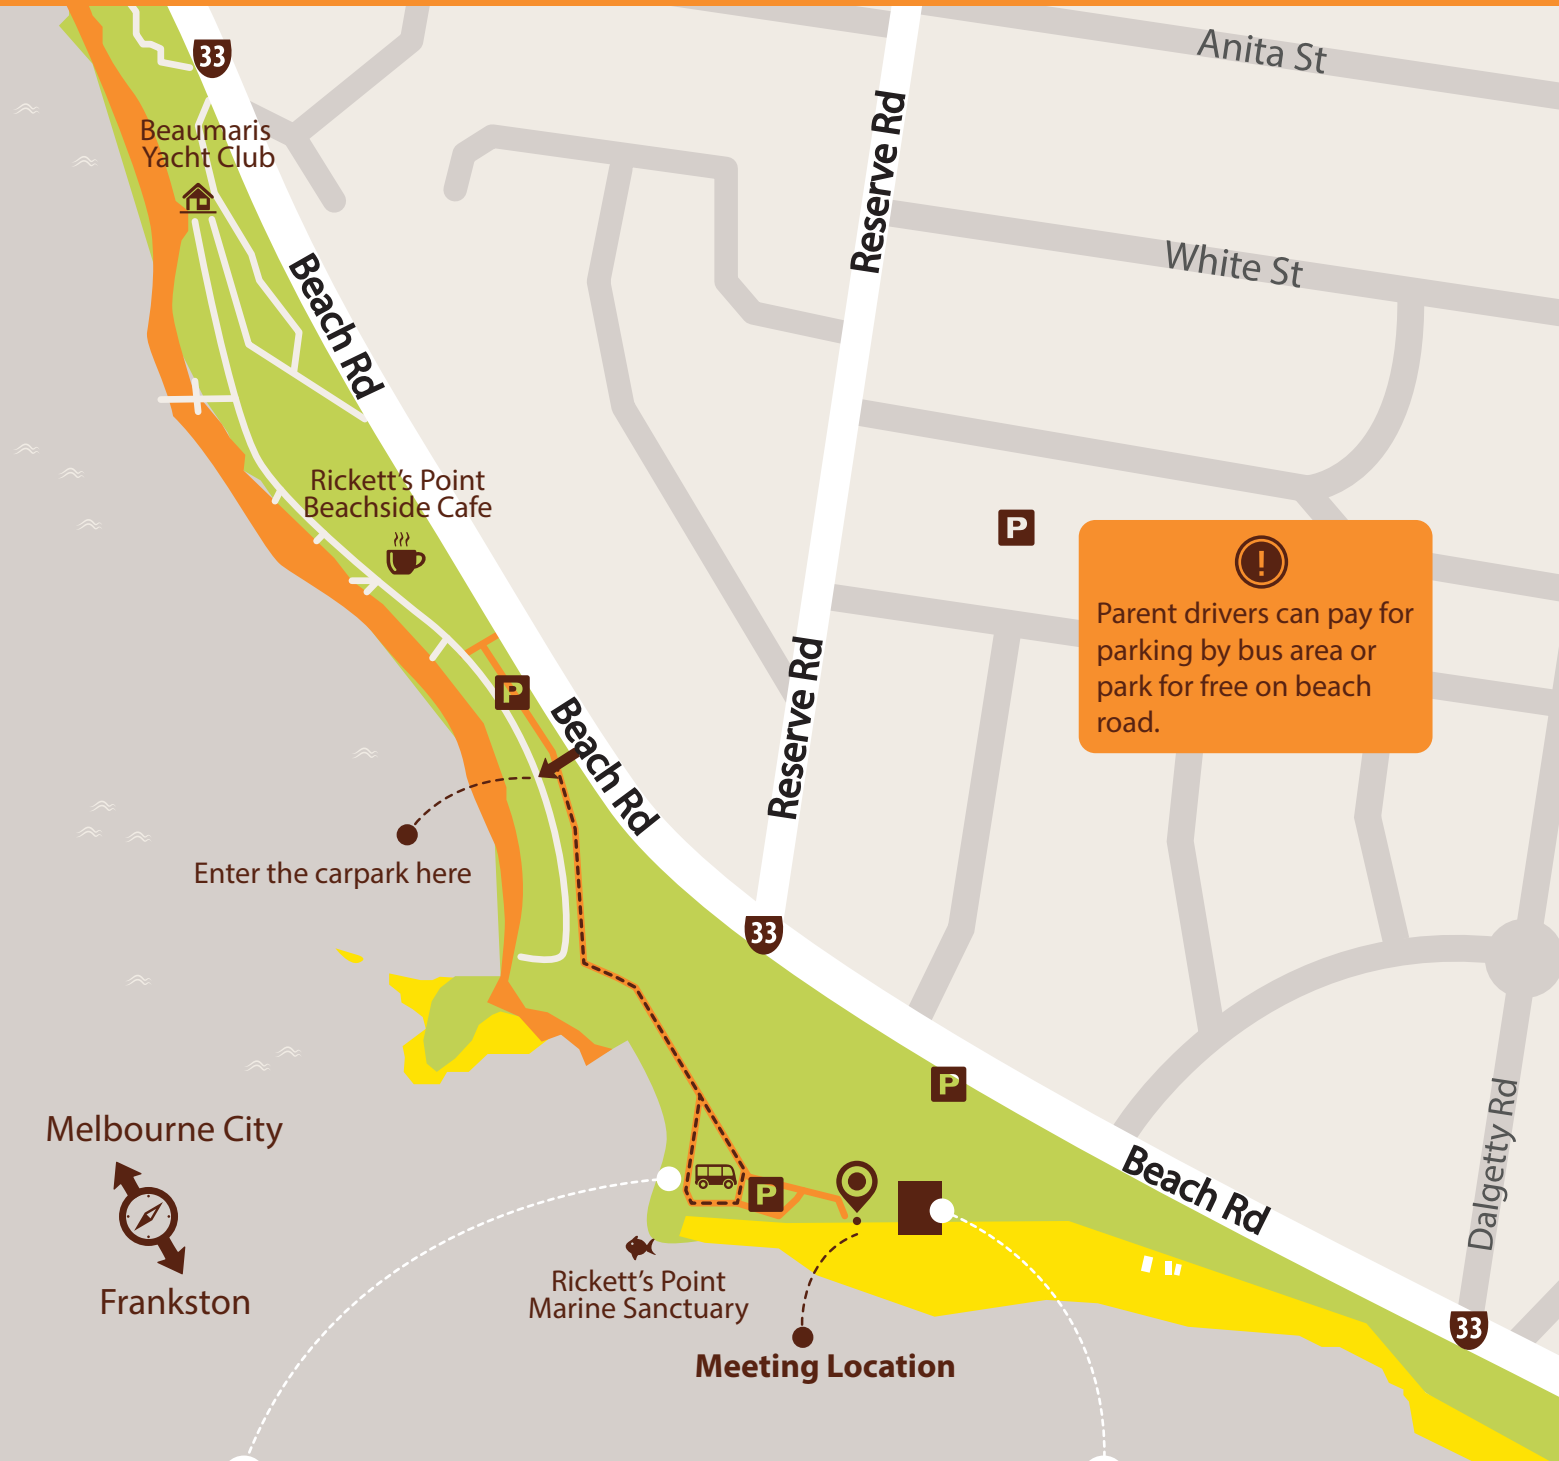 Anita St
33
Reserve Rd
Beaumaris
Yacht Club
White St
Beach Rd
Rickett's Point
Beachside Cafe
P
Parent drivers can pay for
parking by bus area or
park for free on beach
road.
!
Reserve Rd
P
Beach Rd
Enter the carpark here
33
P
Melbourne City
Dalgetty Rd
Beach Rd
P
Frankston
Rickett's Point
Marine Sanctuary
33
Meeting Location